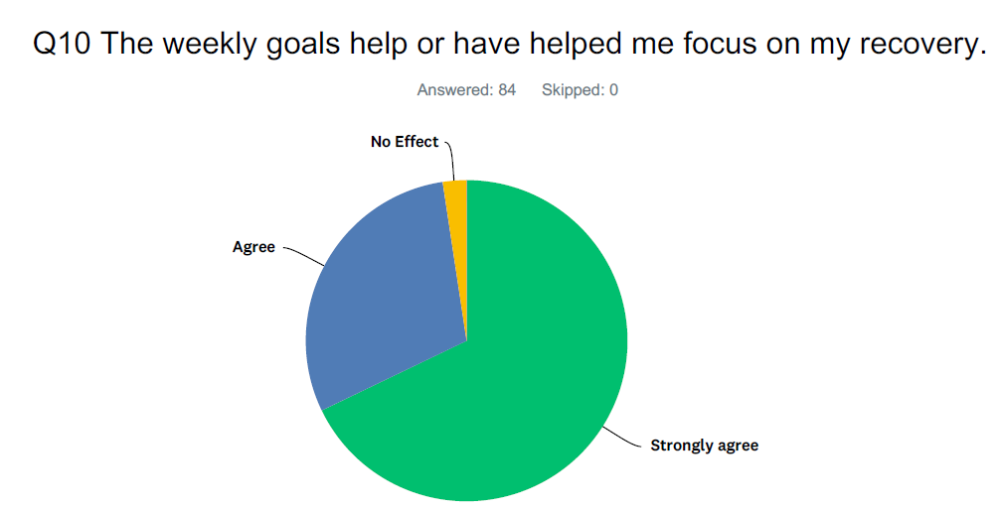 Q10 The weekly goals help or have helped me focus on my recovery.
Answered: 84 Skipped: 0
No Effect
Agree
Strongly agree